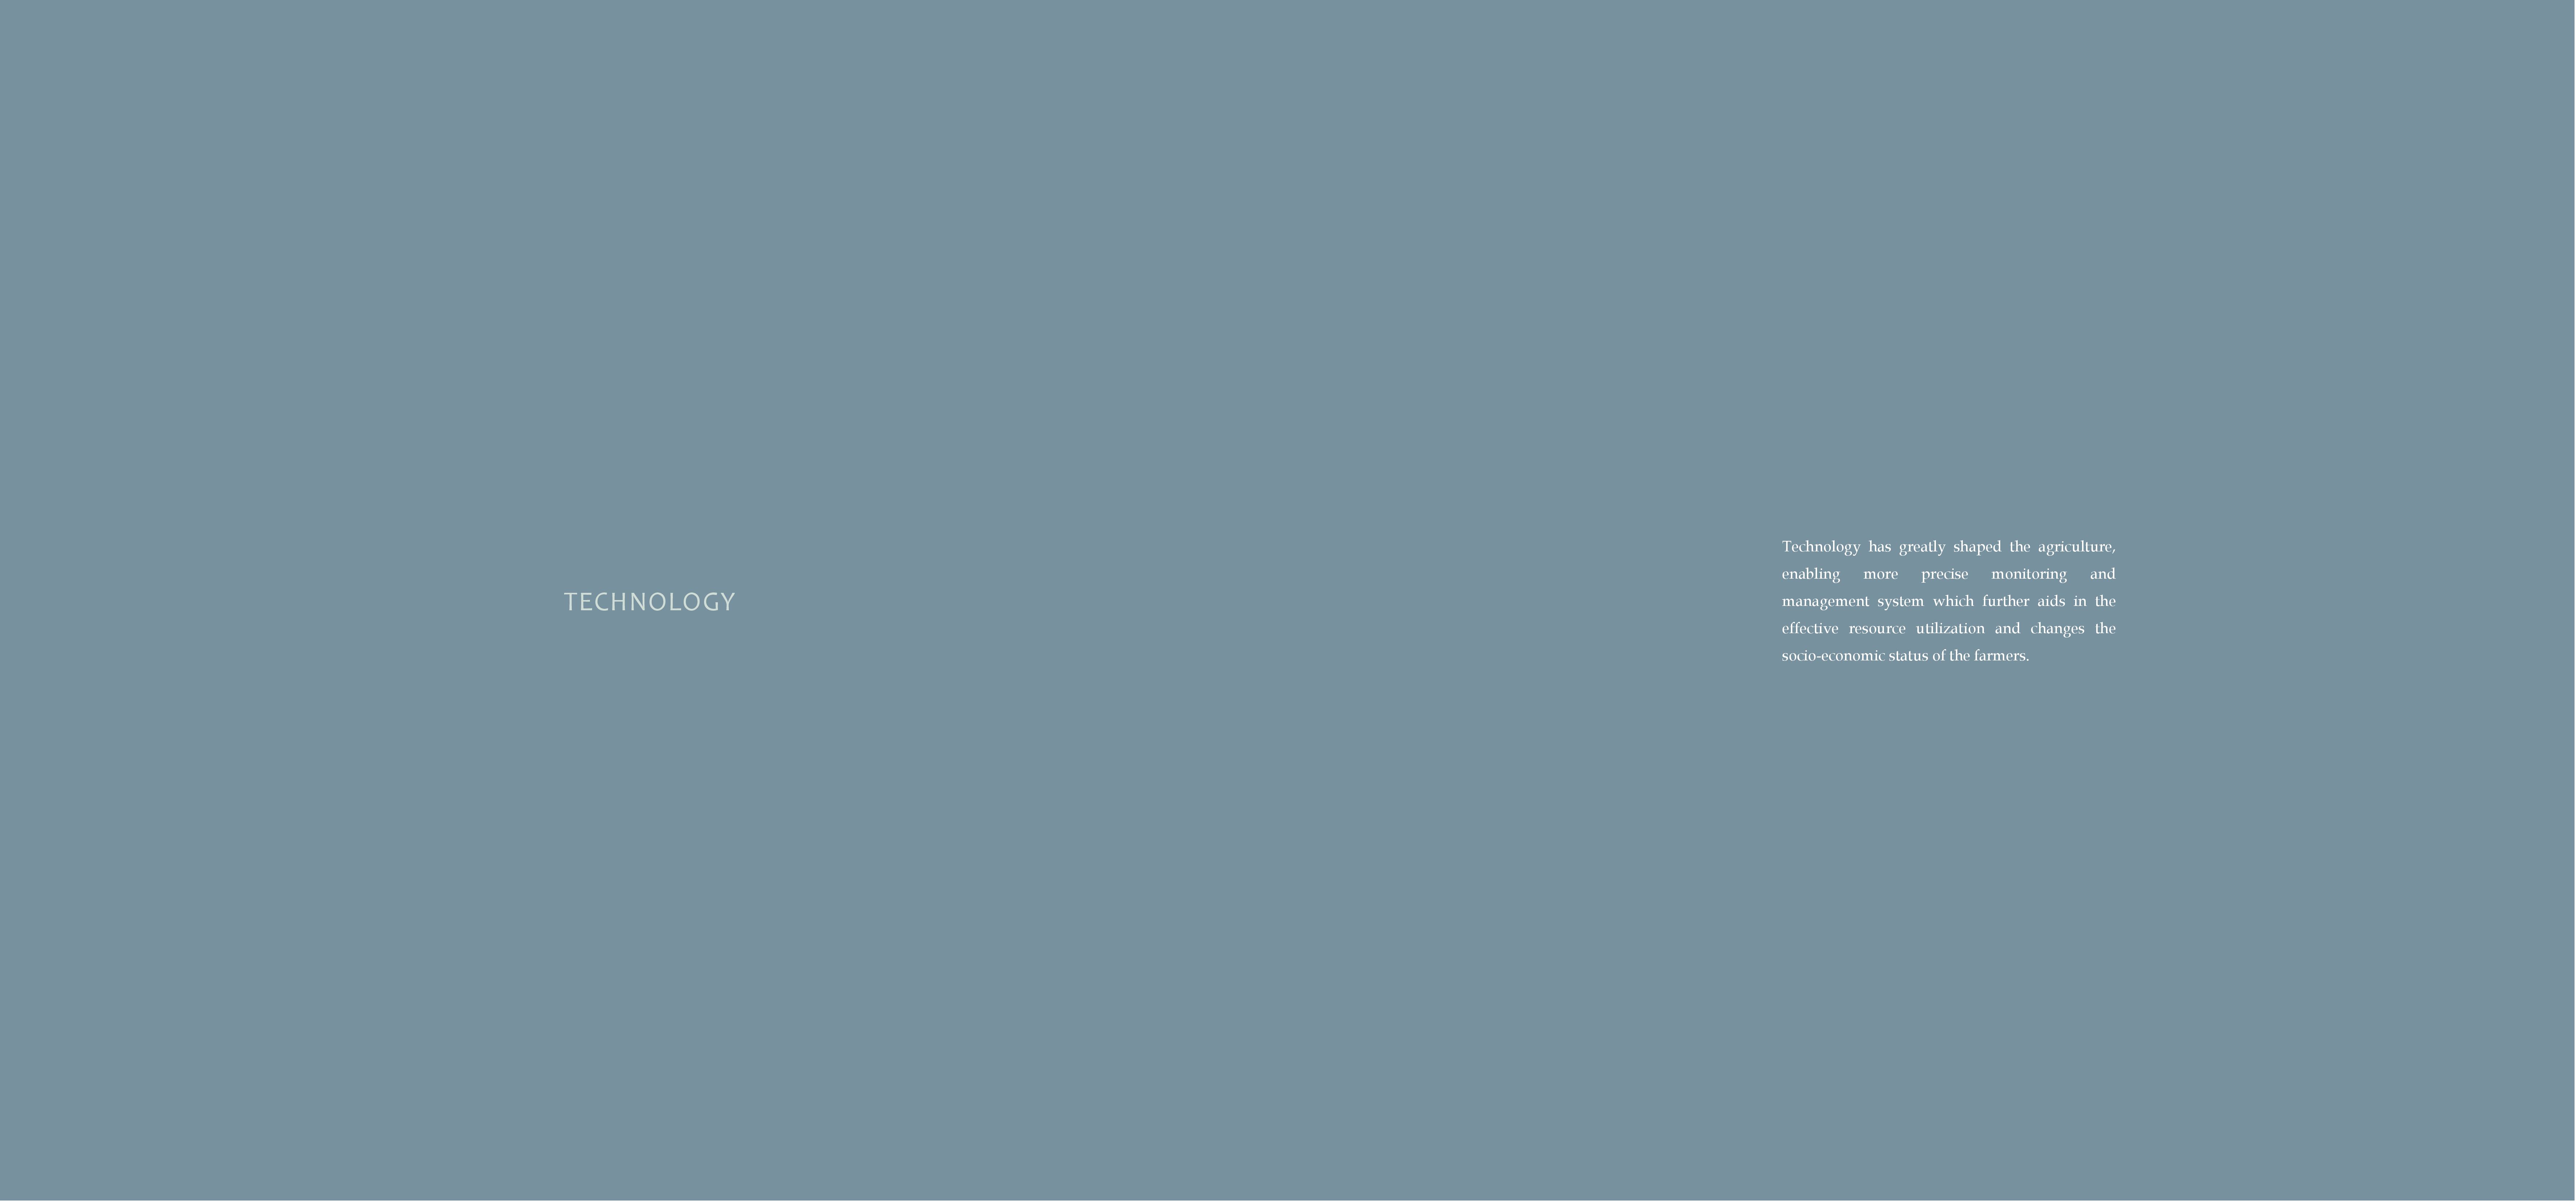 TECHNOLOGY
Technology has greatly shaped the agriculture,
enabling more precise monitoring and
management system which further aids in the
effective resource utilization and changes the
socio-economic status of the farmers.